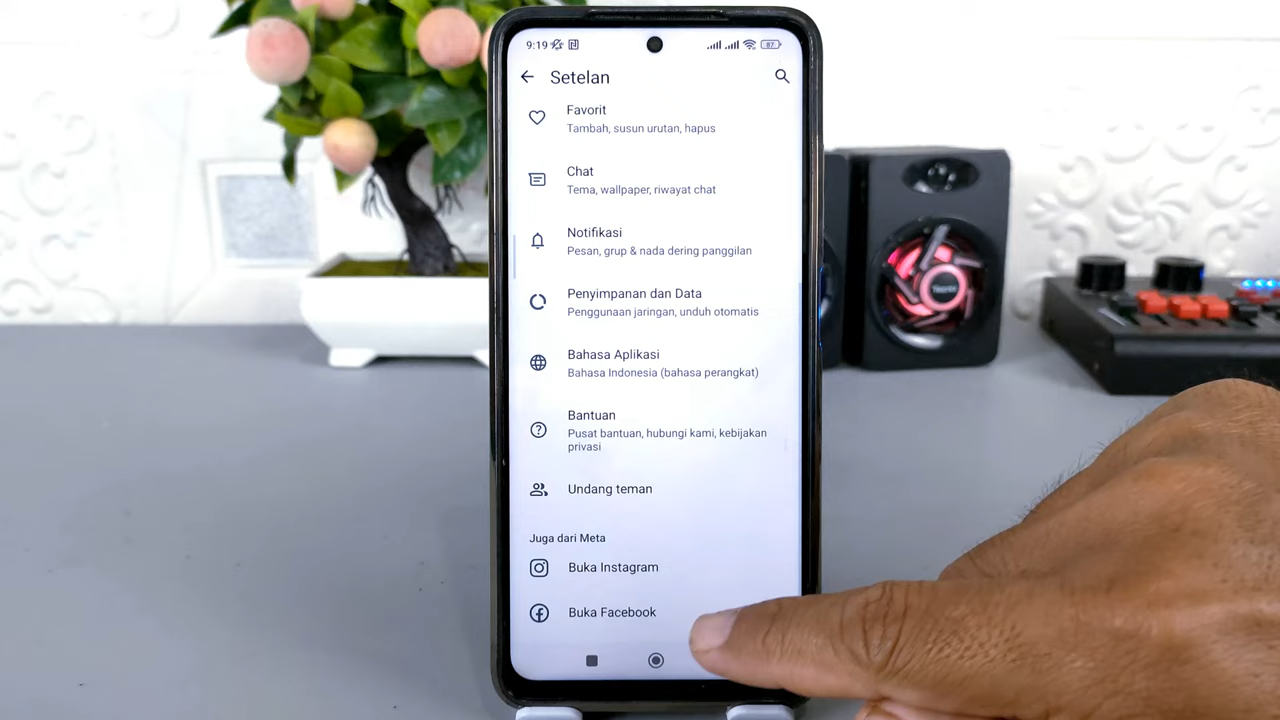 9:19
87
Setelan
Favorit
Tambah, susun urutan, hapus
Chat
Tema, wallpaper, riwayat chat
Notifikasi
Pesan, grup & nada dering panggilan
Penyimpanan dan Data
Penggunaan jaringan, unduh otomatis
Bahasa Aplikasi
Bahasa Indonesia (bahasa perangkat)
Bantuan
Pusat bantuan, hubungi kami, kebijakan
privasi
Undang teman
Juga dari Meta
Buka Instagram
Buka Facebook